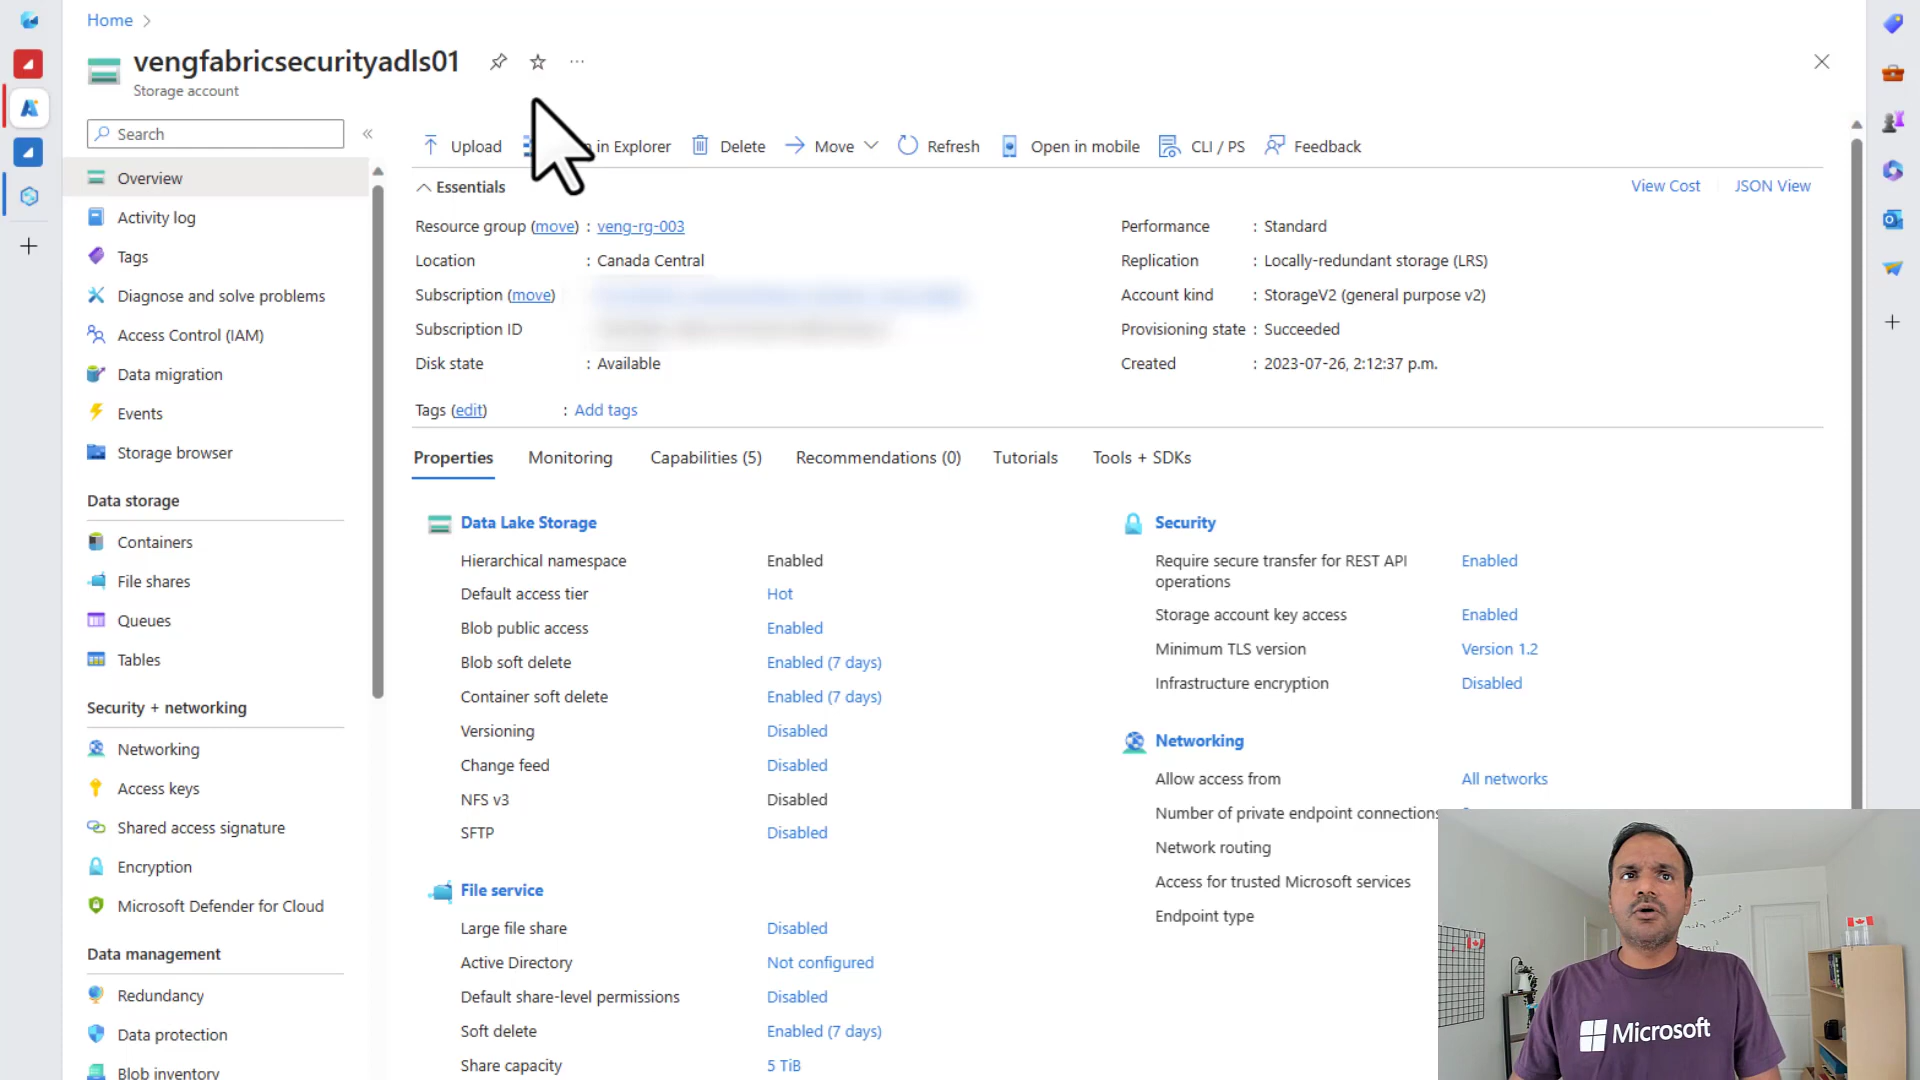 Home
vengfabricsecurityadls01
Storage account
Search
Overview
Activity log
Tags
Diagnose and solve problems
Access Control (IAM)
Data migration
Events
Storage browser
Data storage
Containers
File shares
Queues
Tables
Security + networking
Networking
Access keys
Shared access signature
Encryption
Microsoft Defender for Cloud
Data management
Redundancy
Data protection
Blob inventory
Upload in Explorer Delete Move Refresh Open in mobile CLI / PS Feedback
Essentials
View Cost JSON View
Resource group (move) : veng-rg-003
Location : Canada Central
Subscription (move)
Subscription ID
Disk state : Available
Tags (edit) : Add tags
Performance : Standard
Replication : Locally-redundant storage (LRS)
Account kind : StorageV2 (general purpose v2)
Provisioning state : Succeeded
Created : 2023-07-26, 2:12:37 p.m.
Properties Monitoring Capabilities (5) Recommendations (0) Tutorials Tools + SDKs
Data Lake Storage
Hierarchical namespace Enabled
Default access tier Hot
Blob public access Enabled
Blob soft delete Enabled (7 days)
Container soft delete Enabled (7 days)
Versioning Disabled
Change feed Disabled
NFS v3 Disabled
SFTP Disabled
File service
Large file share Disabled
Active Directory Not configured
Default share-level permissions Disabled
Soft delete Enabled (7 days)
Share capacity 5 TiB
Security
Require secure transfer for REST API
operations Enabled
Storage account key access Enabled
Minimum TLS version Version 1.2
Infrastructure encryption Disabled
Networking
Allow access from All networks
Number of private endpoint connections
Network routing
Access for trusted Microsoft services
Endpoint type
Microsoft